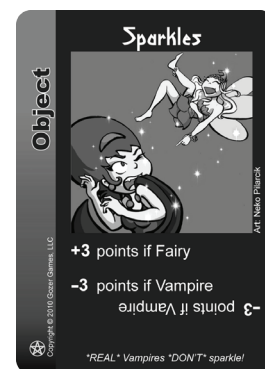 Sparkles
Object
Art: Neko Pilarcik
+3 points if Fairy
-3 points if Vampire
-3 points if Vampire
Copyright © 2010 Gozer Games, LLC
*REAL* Vampires *DON'T* sparkle!